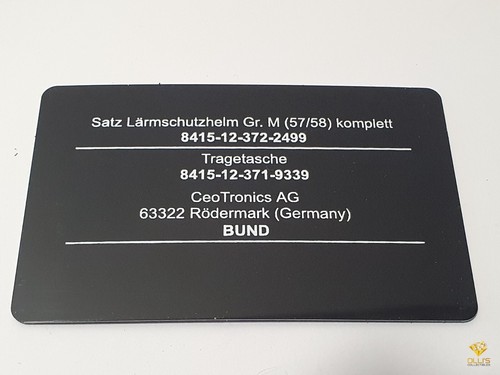 Satz Lärmschutzhelm Gr. M (57/58) komplett
8415-12-372-2499
Tragetasche
8415-12-371-9339
CeoTronics AG
63322 Rödermark (Germany)
BUND